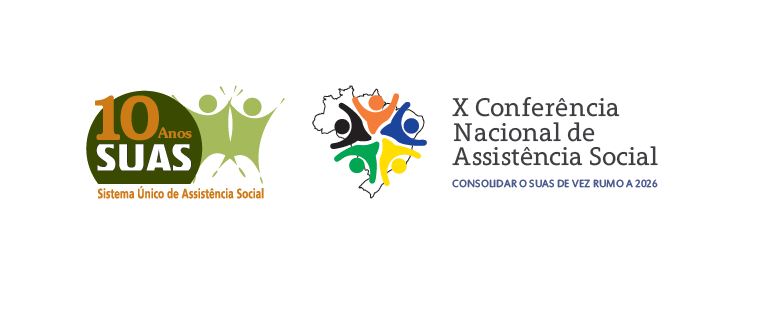 10 Anos
SUAS
Sistema Único de Assistência Social
X Conferência
Nacional de
Assistência Social
CONSOLIDAR O SUAS DE VEZ RUMO A 2026